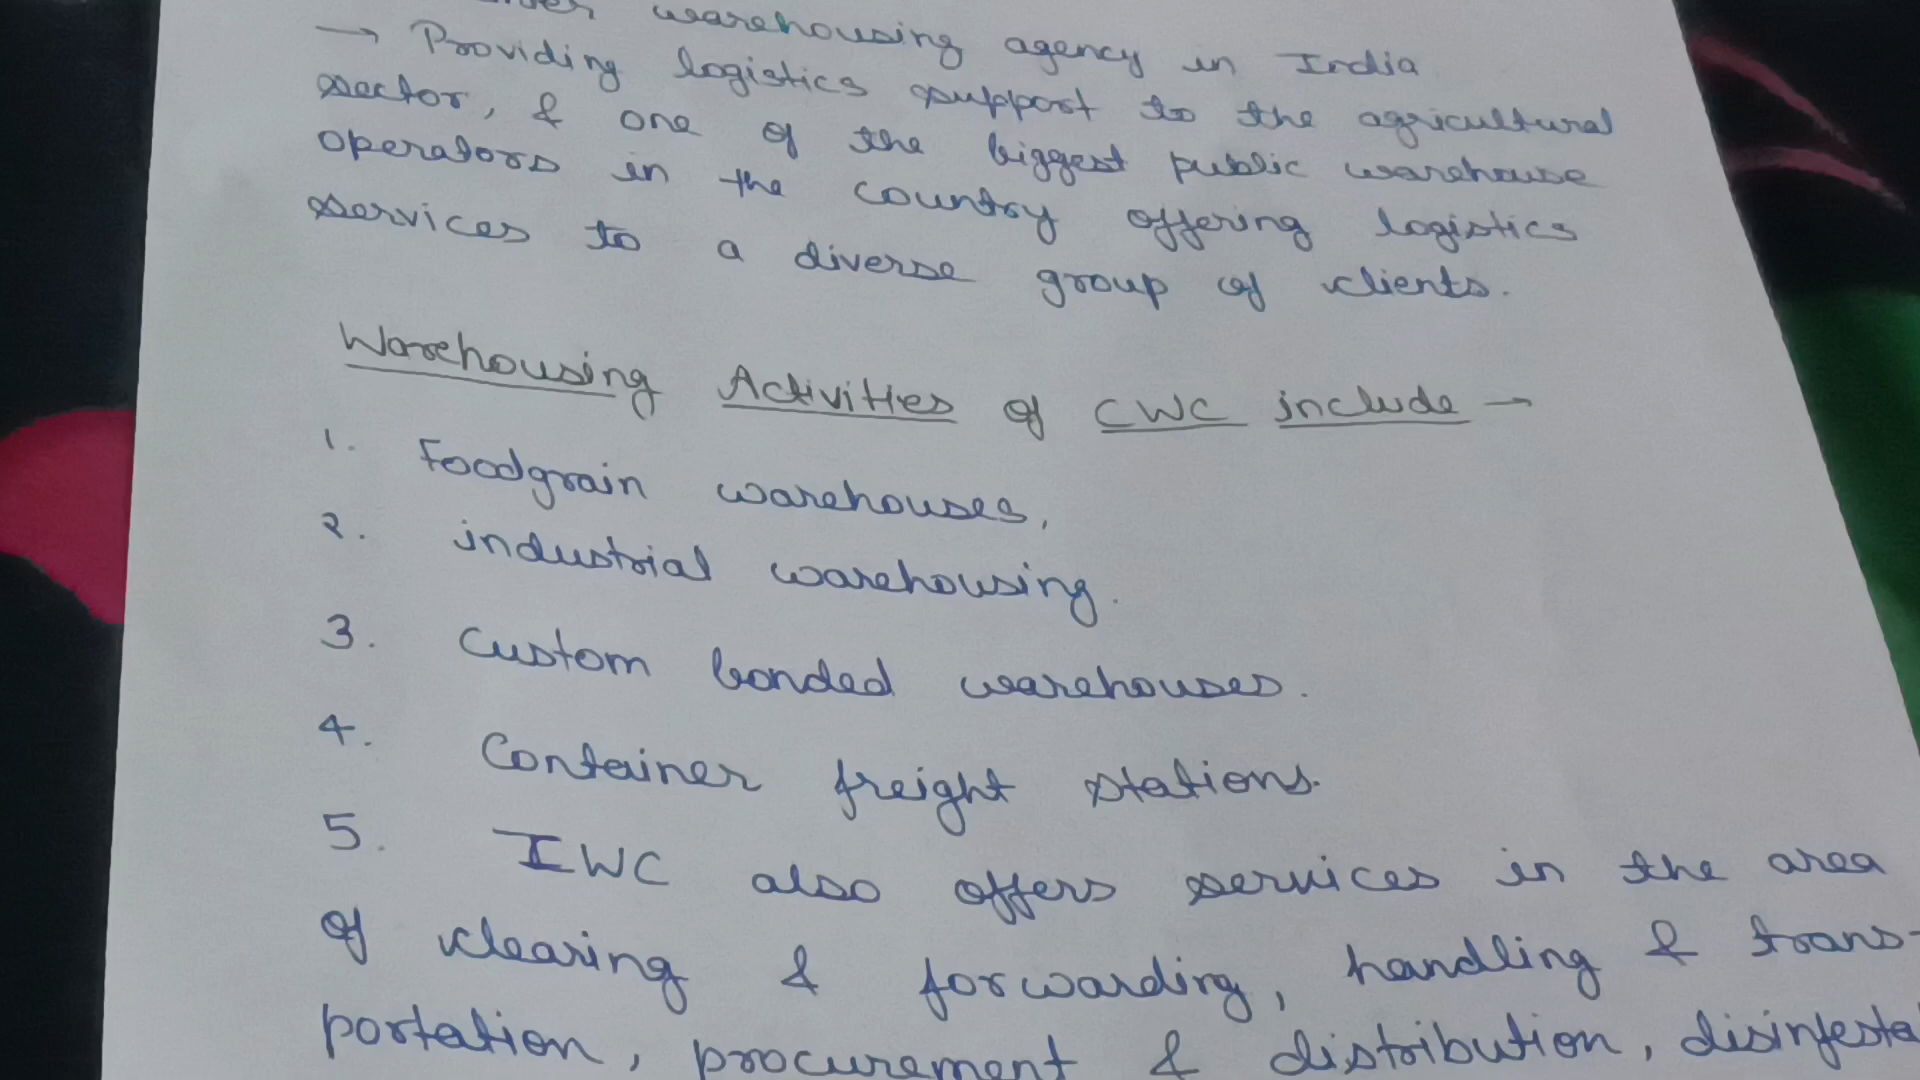 warehousing agency in India
→ Providing logistics support to the agricultural
sector, & one of the biggest public warehouse
operators in the country offering logistics
services to a diverse group of clients.
Warehousing Activities of CWC include →
1. Foodgrain warehouses,
2. industrial warehousing.
3. Custom bonded warehouses.
4. Container freight stations.
5. IWC also offers services in the area
of clearing & forwarding, handling & trans-
portation, procurement & distribution, disinfesta